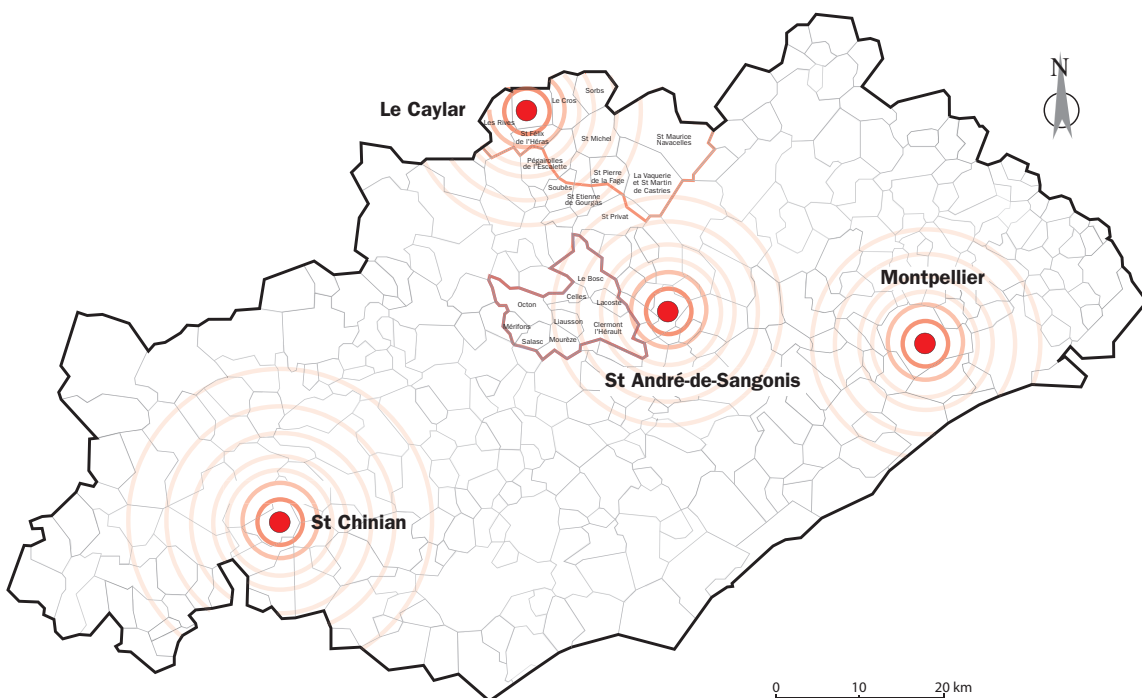 N
Le Caylar
Sorbs
Le Cros
Les Rives
St Félix
de l'Héras
St Michel
St Maurice
Navacelles
Pégairolles
de l'Escalette
St Pierre
de la Fage
La Vaquerie
et St Martin
de Castries
Soubès
St Etienne
de Gourgas
St Privat
Le Bosc
Celles
Octon
Lacoste
Liausson
Mérifons
Clermont
l'Hérault
Salasc
Mourèze
Montpellier
St André-de-Sangonis
St Chinian
0 10 20 km